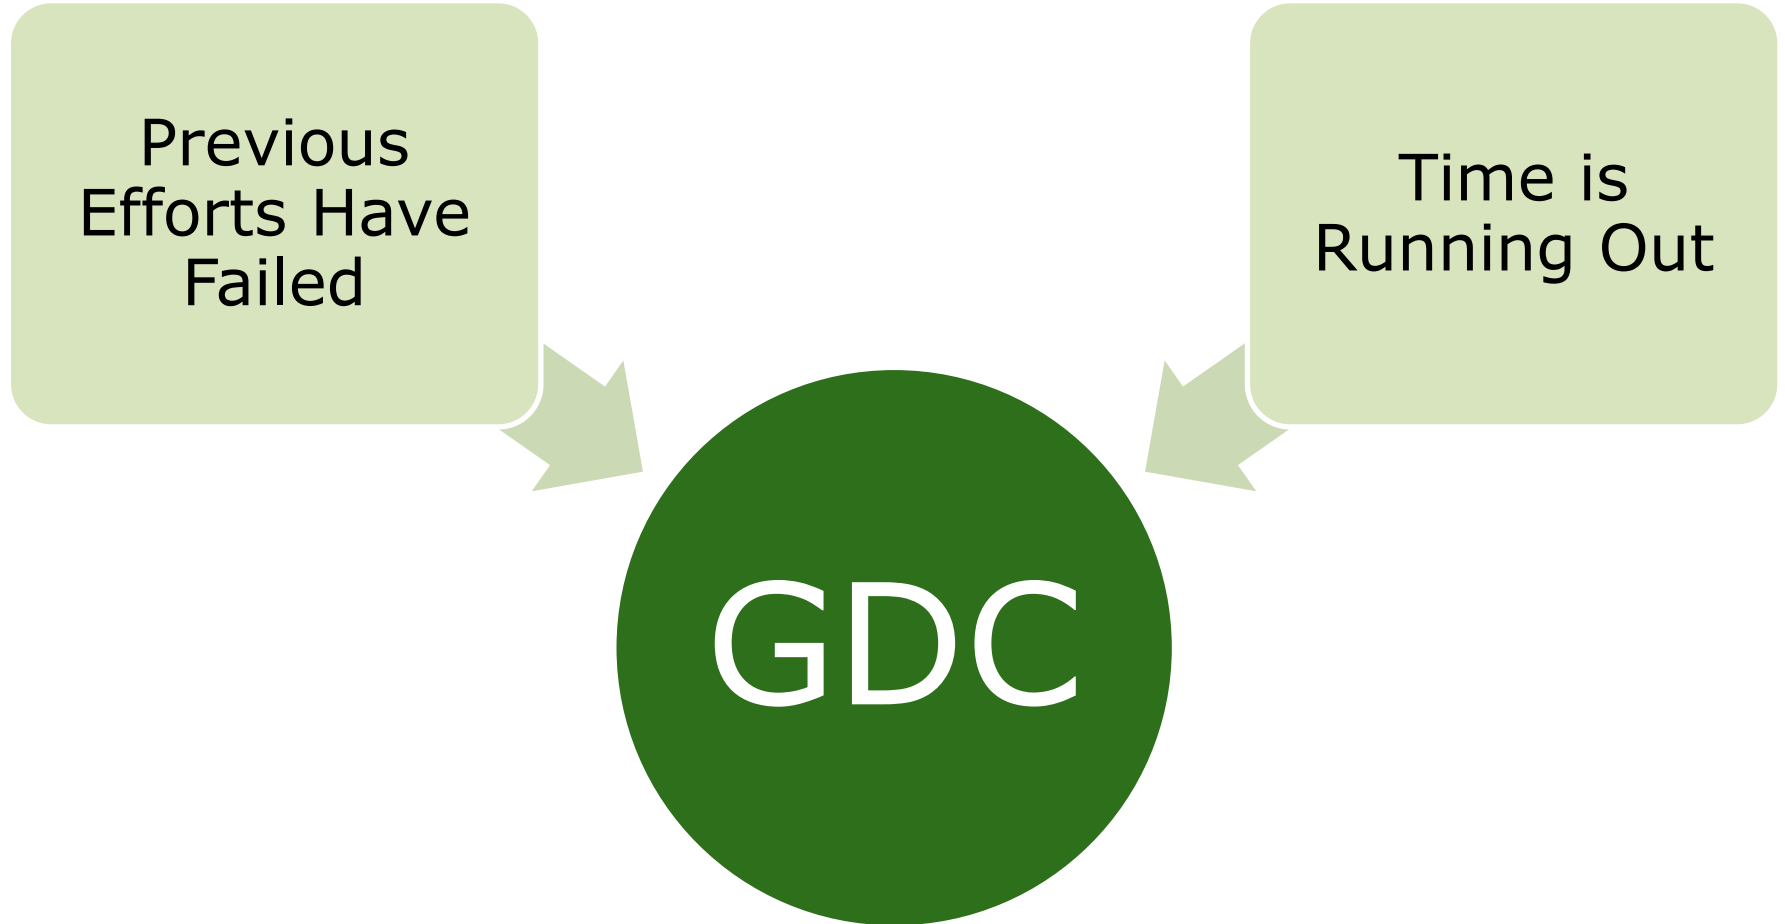 Previous
Efforts Have
Failed
Time is
Running Out
GDC